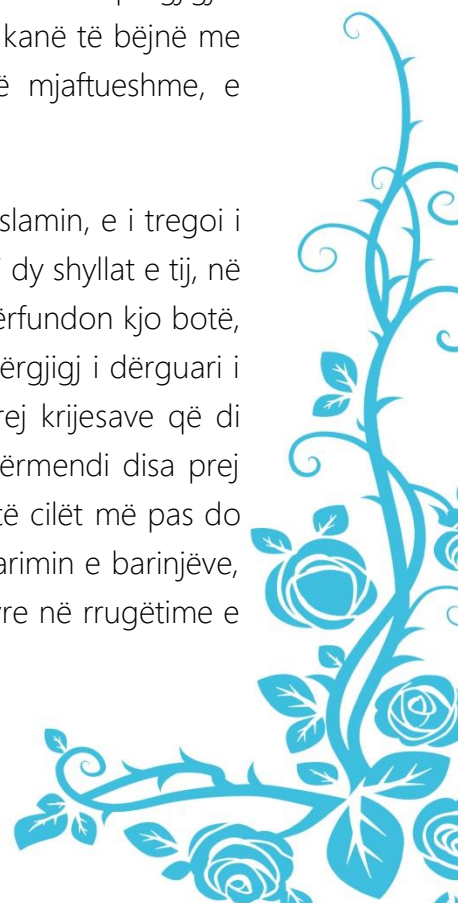 kanë të bëjnë me
mjaftueshme, e
slamin, e i tregoi i
dy shyllat e tij, në
ërfundon kjo botë,
ërgjigj i dërguari i
rej krijesave që di
ërmendi disa prej
të cilët më pas do
arimin e barinjëve,
re në rrugëtime e